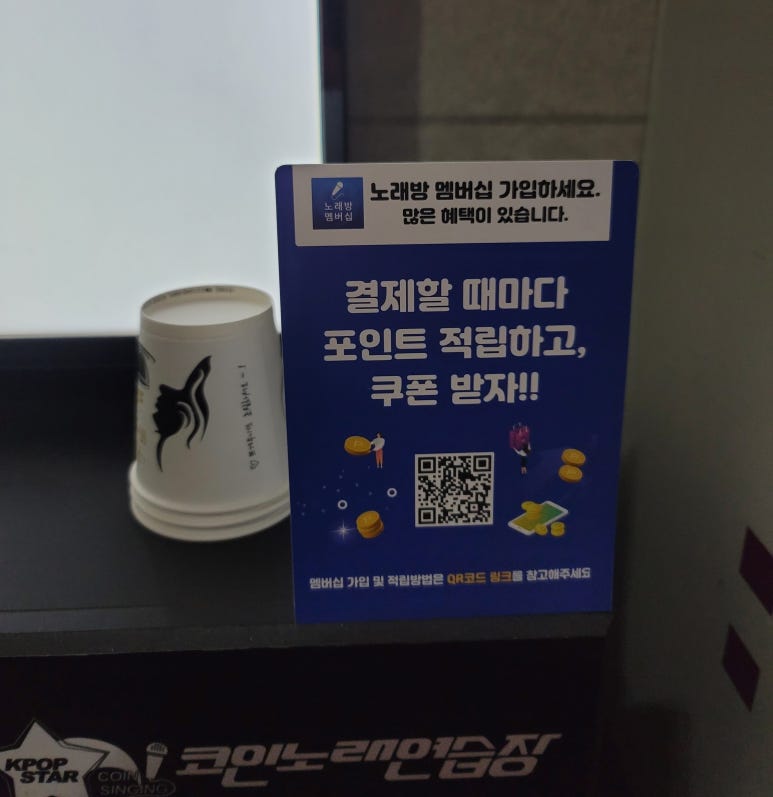 노래방 멤버십 가입하세요.
많은 혜택이 있습니다.
노래방
멤버십
결제할 때마다
포인트 적립하고,
쿠폰 받자!!
멤버십 가입 및 적립방법은 QR코드 링크를 참고해주세요
KPOP
STAR
COIN
SINGING
코인노래연습장